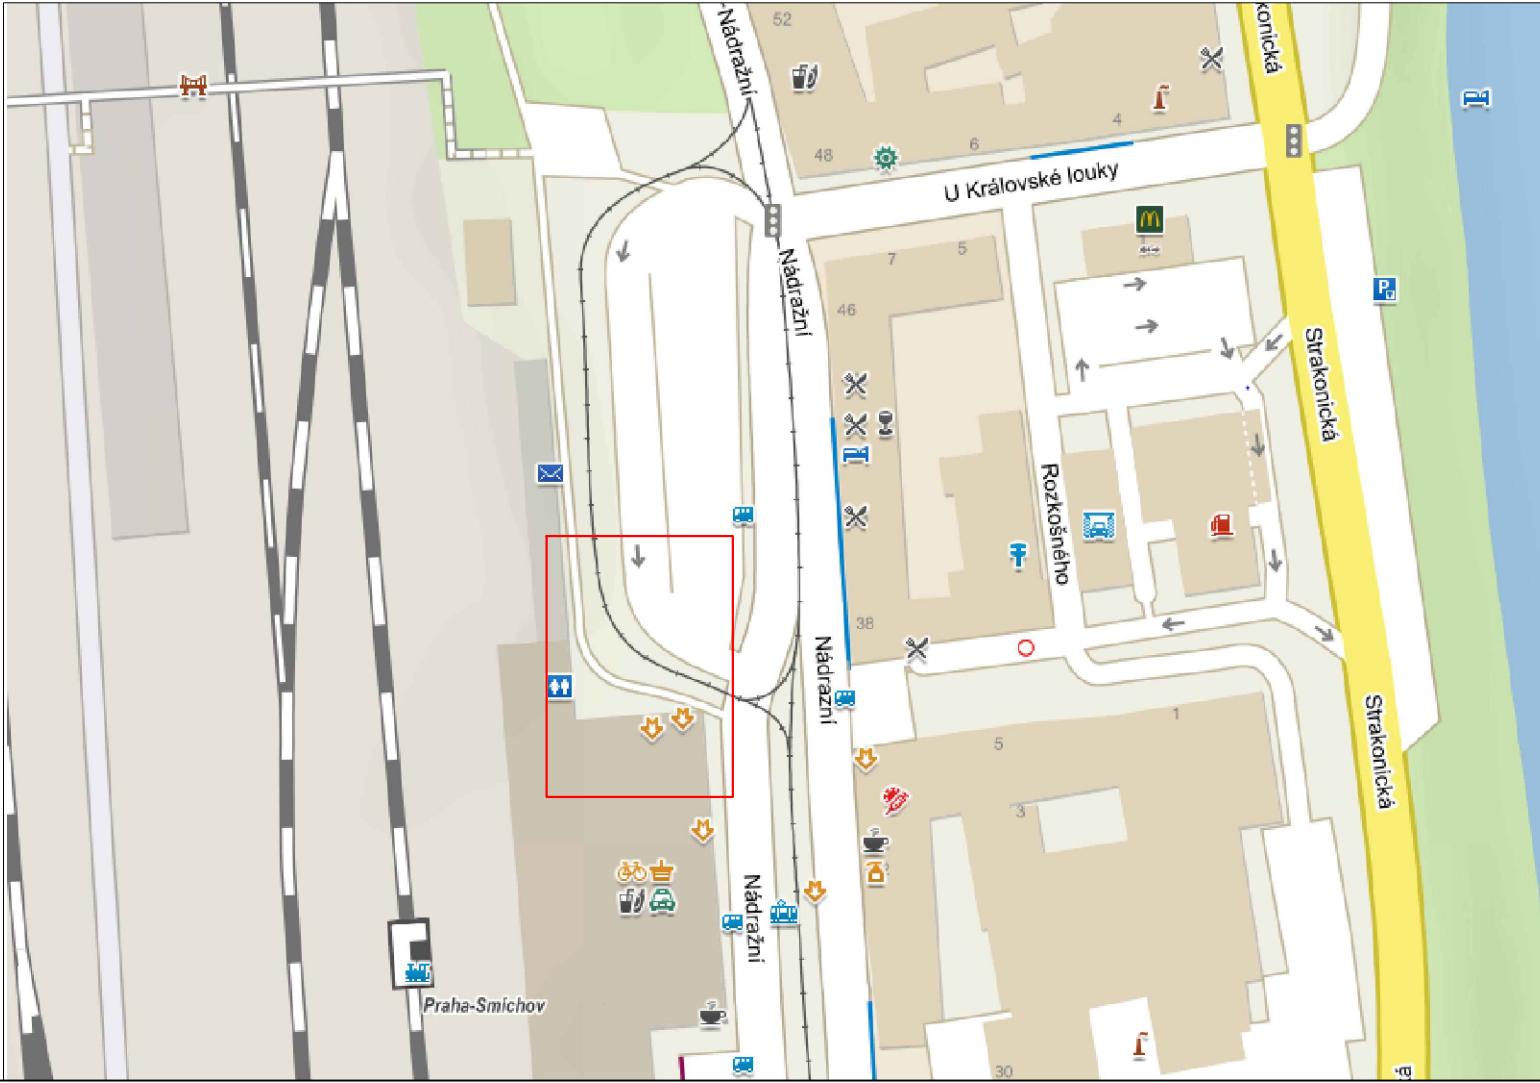 52
-Nádražní
konická
4
6
48
U Královské louky
5
7
Nádražní
46
Strakonická
Rozkošného
P
38
Nádražní
1
5
Strakonická
3
Nádražní
Praha-Smíchov
30
á